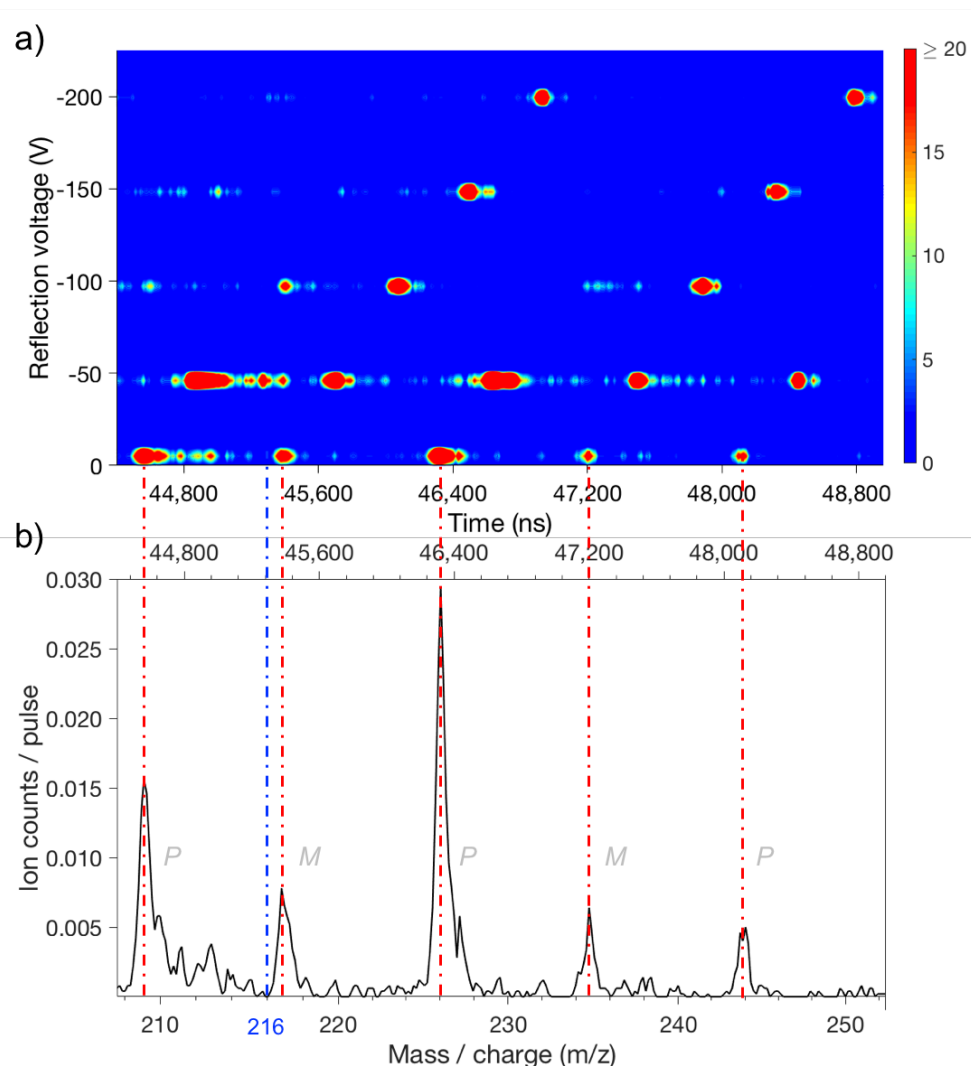 a)
≥ 20
-200
-150
15
Reflection voltage (V)
-100
10
-50
5
0
0
44,800 45,600 46,400 47,200 48,000 48,800
Time (ns)
b)
44,800 45,600 46,400 47,200 48,000 48,800
0.030
0.025
0.020
Ion counts / pulse
0.015
0.010
P M P M P
0.005
210 216 220 230 240 250
Mass / charge (m/z)